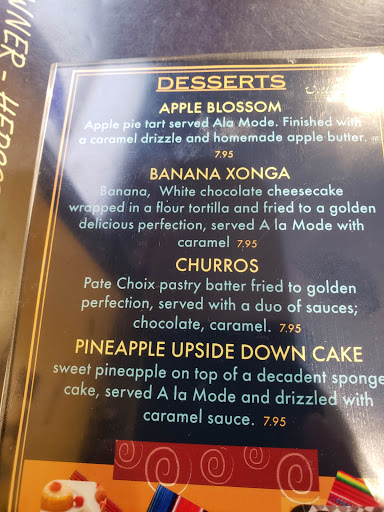 DESSERTS
APPLE BLOSSOM
Apple pie tart served Ala Mode. Finished with
a caramel drizzle and homemade apple butter.
7.95
BANANA XONGA
Banana, White chocolate cheesecake
wrapped in a flour tortilla and fried to a golden
delicious perfection, served A la Mode with
caramel 7.95
CHURROS
Pate Choix pastry batter fried to golden
perfection, served with a duo of sauces;
chocolate, caramel. 7.95
PINEAPPLE UPSIDE DOWN CAKE
sweet pineapple on top of a decadent sponge
cake, served A la Mode and drizzled with
caramel sauce. 7.95